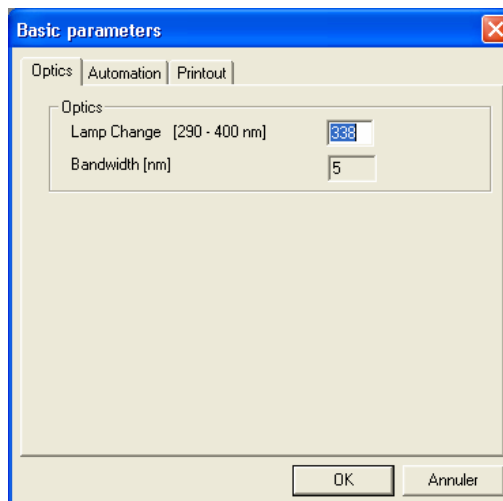 Basic parameters
Optics Automation Printout
Optics
Lamp Change [290 - 400 nm] 338
Bandwidth [nm] 5
OK Annuler